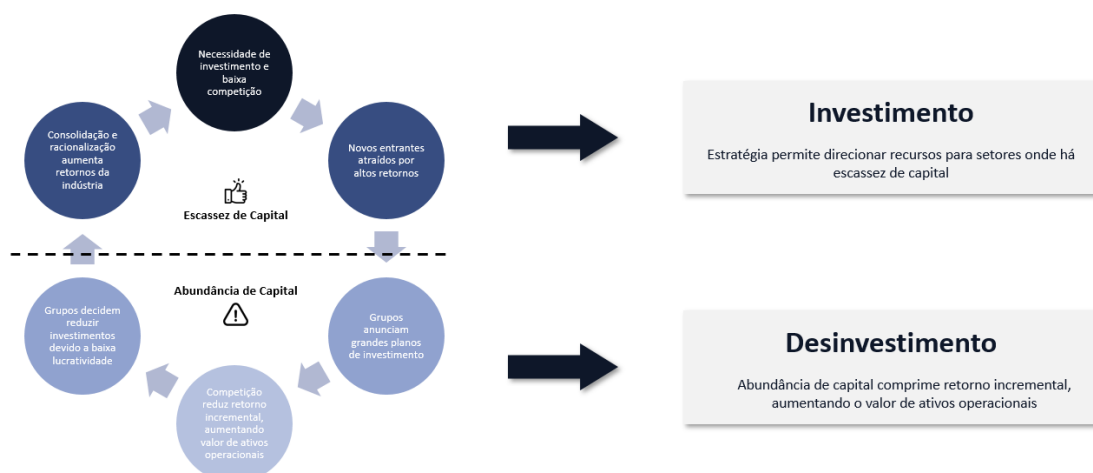 Necessidade de
investimento e
baixa
competição
Consolidação e
racionalização
aumenta
retornos da
indústria
Novos entrantes
atraídos por
altos retornos
Escassez de Capital
Abundância de Capital
Grupos decidem
reduzir
investimentos
devido a baixa
lucratividade
Grupos
anunciam
grandes planos
de investimento
Competição
reduz retorno
incremental,
aumentando
valor de ativos
operacionais
Investimento
Estratégia permite direcionar recursos para setores onde há
escassez de capital
Desinvestimento
Abundância de capital comprime retorno incremental,
aumentando o valor de ativos operacionais